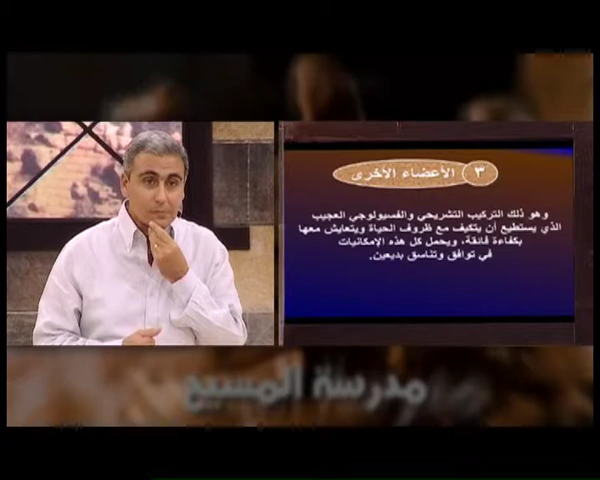 ٣ الأعضاء الأخرى
وهو ذلك التركيب التشريحي والفسيولوجي العجيب
الذي يستطيع أن يتكيف مع ظروف الحياة ويتعايش معها
بكفاءة فائقة، ويحمل كل هذه الإمكانيات
في توافق وتناسق بديعين.
مدرسة المسيح